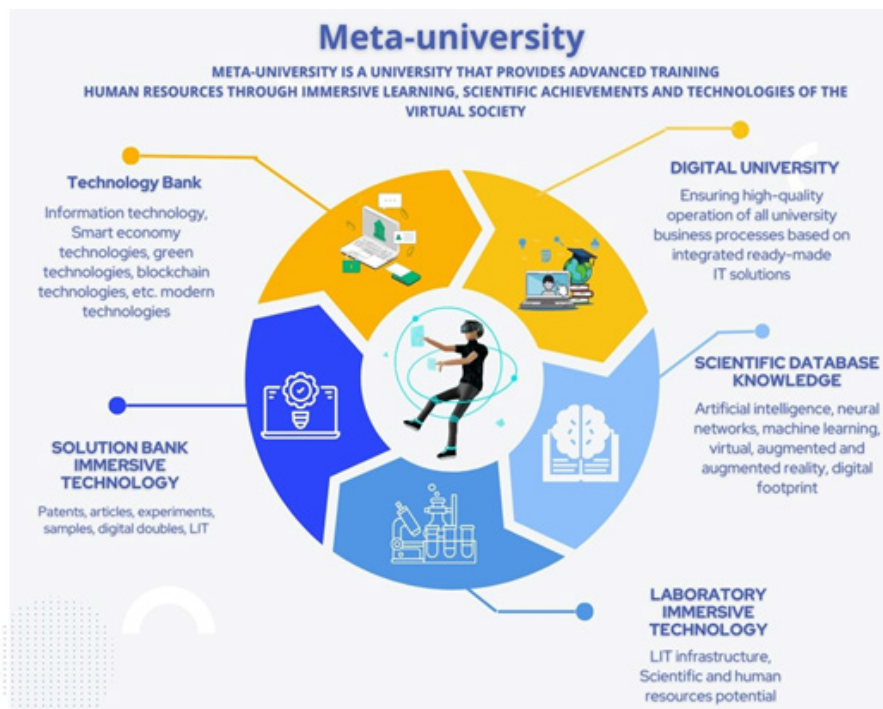 Meta-university
META-UNIVERSITY IS A UNIVERSITY THAT PROVIDES ADVANCED TRAINING
HUMAN RESOURCES THROUGH IMMERSIVE LEARNING, SCIENTIFIC ACHIEVEMENTS AND TECHNOLOGIES OF THE
VIRTUAL SOCIETY
Technology Bank
Information technology,
Smart economy
technologies, green
technologies, blockchain
technologies, etc. modern
technologies
DIGITAL UNIVERSITY
Ensuring high-quality
operation of all university
business processes based on
integrated ready-made
IT solutions
SCIENTIFIC DATABASE
KNOWLEDGE
Artificial intelligence, neural
networks, machine learning,
virtual, augmented and
augmented reality, digital
footprint
SOLUTION BANK
IMMERSIVE
TECHNOLOGY
Patents, articles, experiments,
samples, digital doubles, LIT
LABORATORY
IMMERSIVE
TECHNOLOGY
LIT infrastructure,
Scientific and human
resources potential